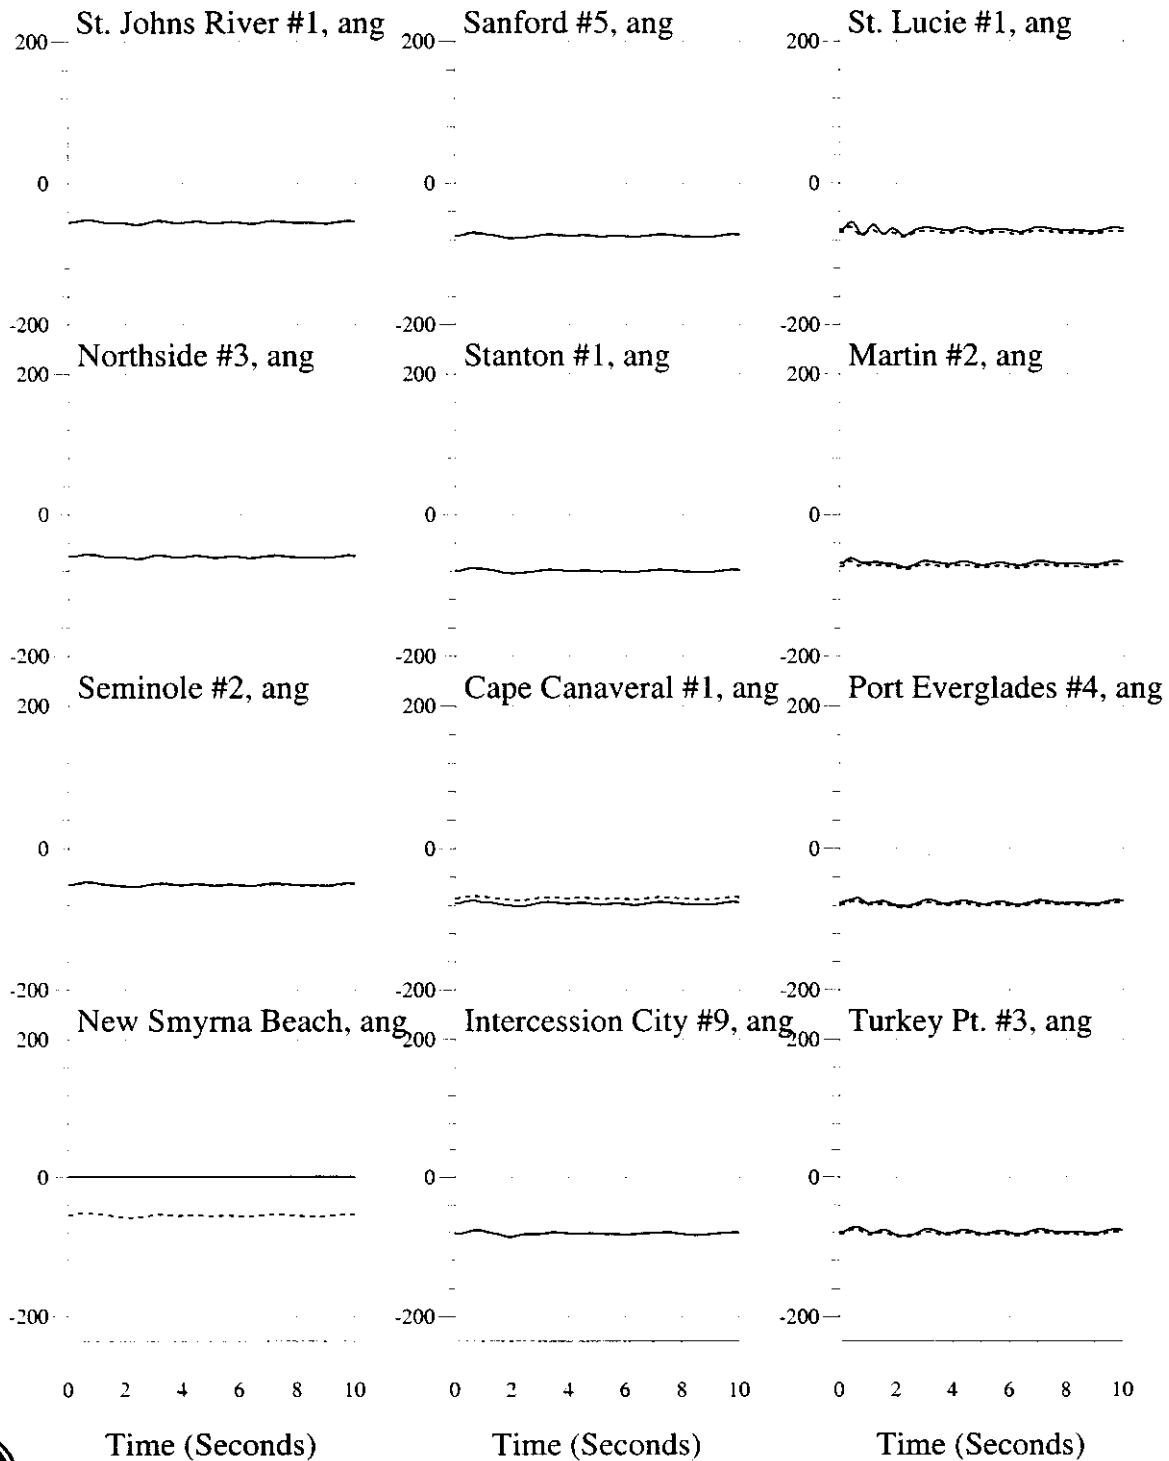 St. Johns River #1, ang
200
0
-200
Sanford #5, ang
200
0
-200
St. Lucie #1, ang
200
0
-200
Northside #3, ang
200
0
-200
Stanton #1, ang
200
0
-200
Martin #2, ang
200
0
-200
Seminole #2, ang
200
0
-200
Cape Canaveral #1, ang
200
0
-200
Port Everglades #4, ang
200
0
-200
New Smyrna Beach, ang
200
0
-200
0 2 4 6 8 10
Time (Seconds)
Intercession City #9, ang
200
0
-200
0 2 4 6 8 10
Time (Seconds)
Turkey Pt. #3, ang
200
0
-200
0 2 4 6 8 10
Time (Seconds)